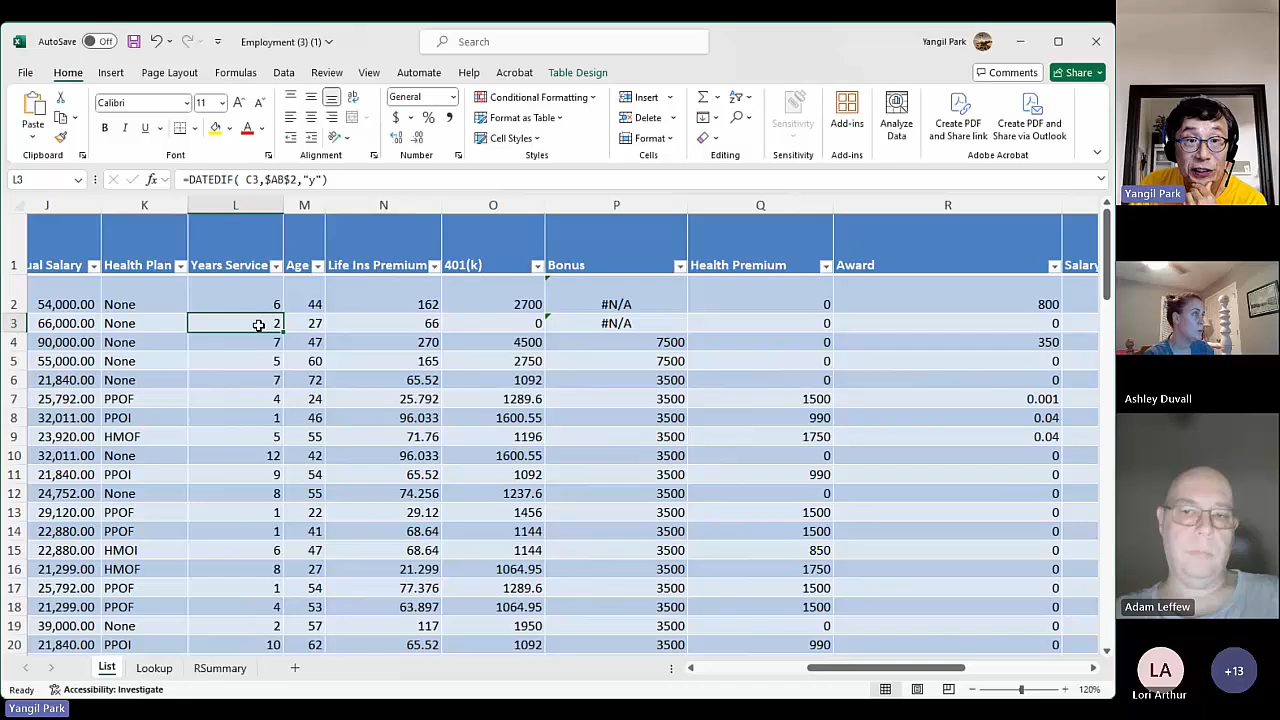 AutoSave Off Employment (3) (1) Search Yangil Park
File Home Insert Page Layout Formulas Data Review View Automate Help Acrobat Table Design Comments Share
Paste Calibri 11 General Conditional Formatting Insert Sensitivity Add-ins Analyze Data Create PDF and Share link Create PDF and Share via Outlook
Format as Table Delete
Cell Styles Format
Clipboard Font Alignment Number Styles Cells Editing Sensitivity Add-ins Adobe Acrobat
L3 fx =DATEDIF( C3,$AB$2,"y")
J K L M N O P Q R
1 ual Salary Health Plan Years Service Age Life Ins Premium 401(k) Bonus Health Premium Award Salary
2 54,000.00 None 6 44 162 2700 #N/A 0 800
3 66,000.00 None 2 27 66 0 #N/A 0 0
4 90,000.00 None 7 47 270 4500 7500 0 350
5 55,000.00 None 5 60 165 2750 7500 0 0
6 21,840.00 None 7 72 65.52 1092 3500 0 0
7 25,792.00 PPOF 4 24 25.792 1289.6 3500 1500 0.001
8 32,011.00 PPOI 1 46 96.033 1600.55 3500 990 0.04
9 23,920.00 HMOF 5 55 71.76 1196 3500 1750 0.04
10 32,011.00 None 12 42 96.033 1600.55 3500 0 0
11 21,840.00 PPOI 9 54 65.52 1092 3500 990 0
12 24,752.00 None 8 55 74.256 1237.6 3500 0 0
13 29,120.00 PPOF 1 22 29.12 1456 3500 1500 0
14 22,880.00 PPOF 1 41 68.64 1144 3500 1500 0
15 22,880.00 HMOI 6 47 68.64 1144 3500 850 0
16 21,299.00 HMOF 8 27 21.299 1064.95 3500 1750 0
17 25,792.00 PPOF 1 54 77.376 1289.6 3500 1500 0
18 21,299.00 PPOF 4 53 63.897 1064.95 3500 1500 0
19 39,000.00 None 2 57 117 1950 3500 0 0
20 21,840.00 PPOI 10 62 65.52 1092 3500 990 0
List Lookup RSummary
Ready Accessibility: Investigate 120%
Yangil Park
Yangil Park
Ashley Duvall
Adam Leffew
LA +13
Lori Arthur